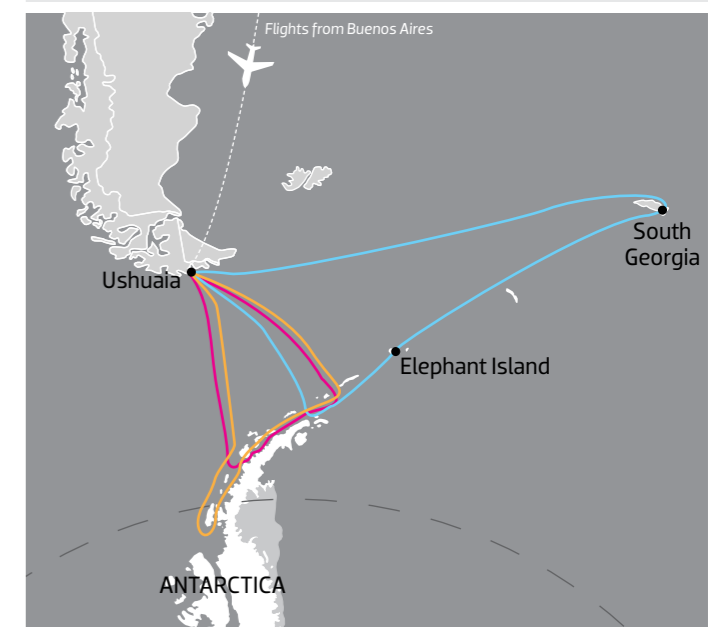 Flights from Buenos Aires
South
Georgia
Ushuaia
Elephant Island
ANTARCTICA